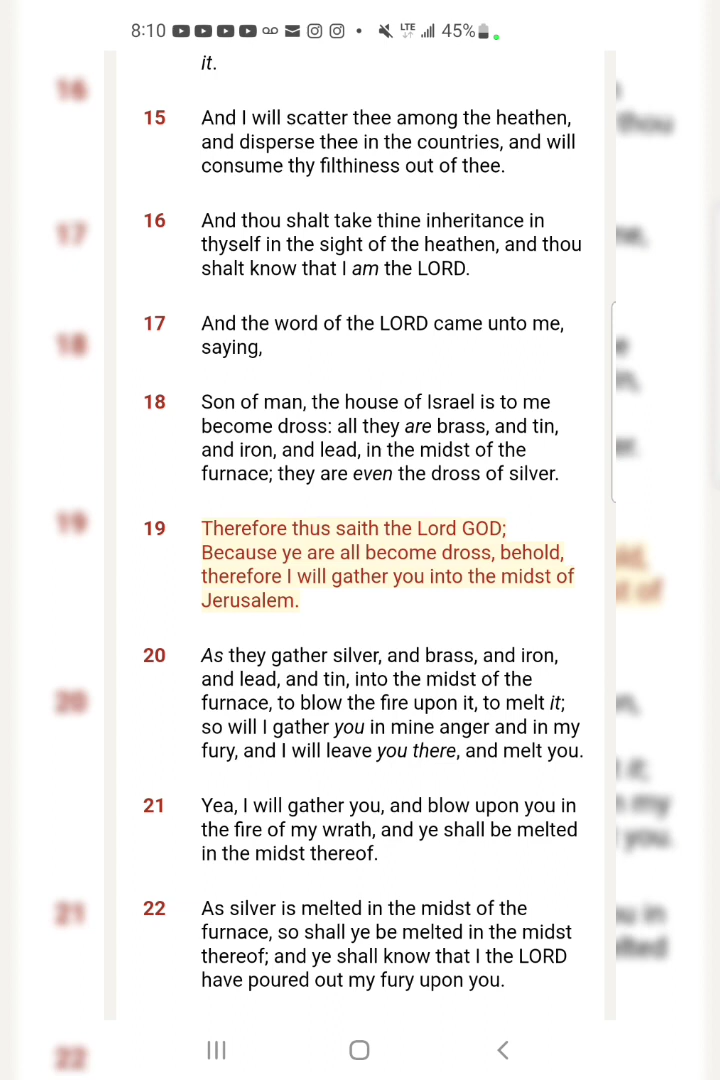 8:10 LTE 45%
it.
15 And I will scatter thee among the heathen,
and disperse thee in the countries, and will
consume thy filthiness out of thee.
16 And thou shalt take thine inheritance in
thyself in the sight of the heathen, and thou
shalt know that I am the LORD.
17 And the word of the LORD came unto me,
saying,
18 Son of man, the house of Israel is to me
become dross: all they are brass, and tin,
and iron, and lead, in the midst of the
furnace; they are even the dross of silver.
19 Therefore thus saith the Lord GOD;
Because ye are all become dross, behold,
therefore I will gather you into the midst of
Jerusalem.
20 As they gather silver, and brass, and iron,
and lead, and tin, into the midst of the
furnace, to blow the fire upon it, to melt it;
so will I gather you in mine anger and in my
fury, and I will leave you there, and melt you.
21 Yea, I will gather you, and blow upon you in
the fire of my wrath, and ye shall be melted
in the midst thereof.
22 As silver is melted in the midst of the
furnace, so shall ye be melted in the midst
thereof; and ye shall know that I the LORD
have poured out my fury upon you.